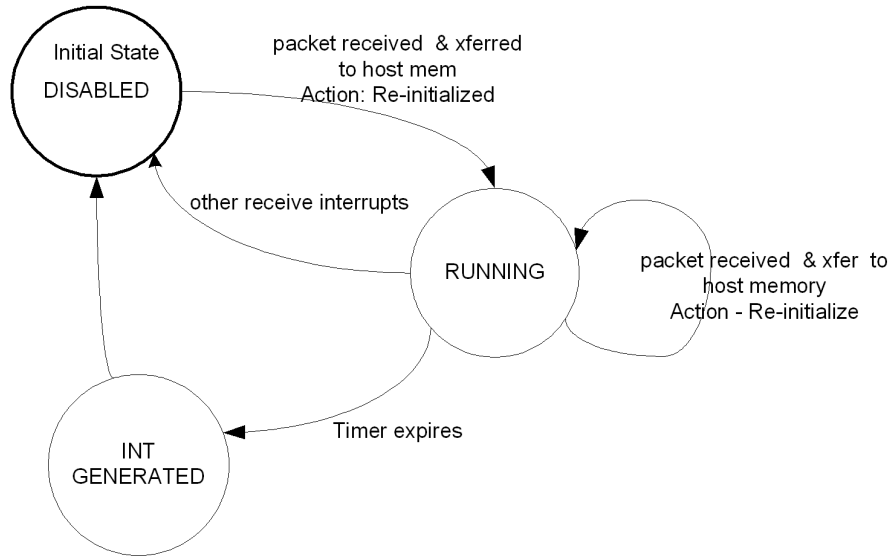 Initial State
DISABLED
packet received & xferred
to host mem
Action: Re-initialized
other receive interrupts
RUNNING
packet received & xfer to
host memory
Action - Re-initialize
Timer expires
INT
GENERATED